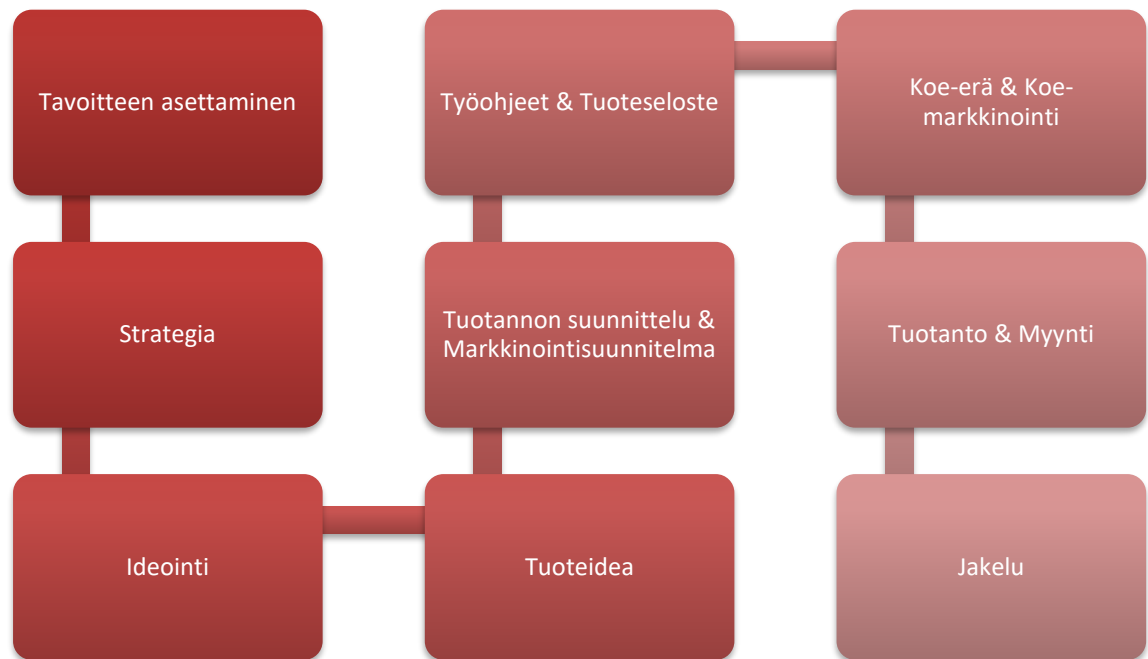 Tavoitteen asettaminen
Strategia
Ideointi
Tuoteidea
Tuotannon suunnittelu &
Markkinointisuunnitelma
Työohjeet & Tuoteseloste
Koe-erä & Koe-
markkinointi
Tuotanto & Myynti
Jakelu